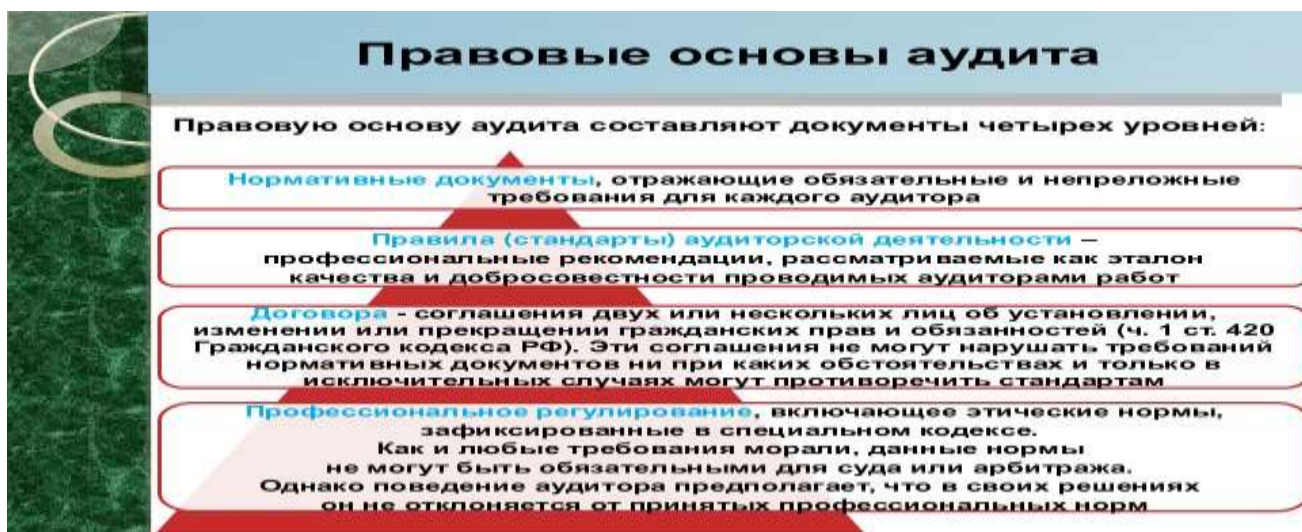 Правовые основы аудита
Правовую основу аудита составляют документы четырех уровней:
Нормативные документы, отражающие обязательные и непреложные
требования для каждого аудитора
Правила (стандарты) аудиторской деятельности –
профессиональные рекомендации, рассматриваемые как эталон
качества и добросовестности проводимых аудиторами работ
Договора - соглашения двух или нескольких лиц об установлении,
изменении или прекращении гражданских прав и обязанностей (ч. 1 ст. 420
Гражданского кодекса РФ). Эти соглашения не могут нарушать требований
нормативных документов ни при каких обстоятельствах и только в
исключительных случаях могут противоречить стандартам
Профессиональное регулирование, включающее этические нормы,
зафиксированные в специальном кодексе.
Как и любые требования морали, данные нормы
не могут быть обязательными для суда или арбитража.
Однако поведение аудитора предполагает, что в своих решениях
он не отклоняется от принятых профессиональных норм